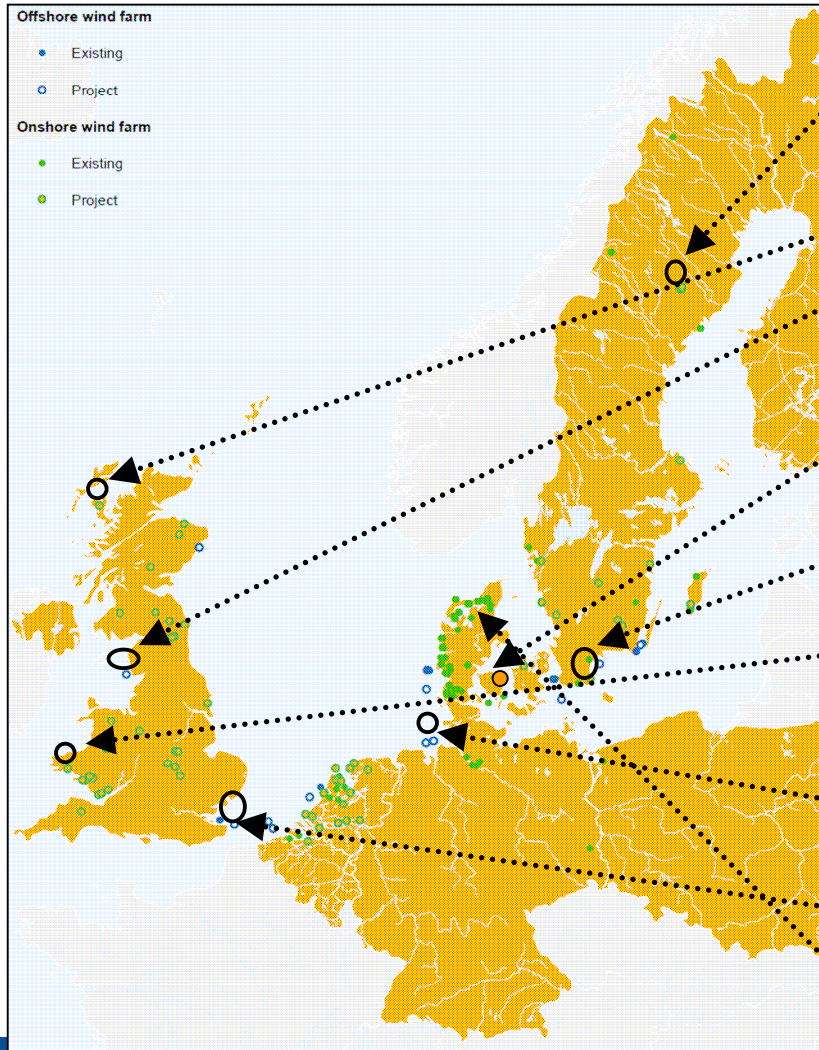 Offshore wind farm
Existing
Project
Onshore wind farm
Existing
Project